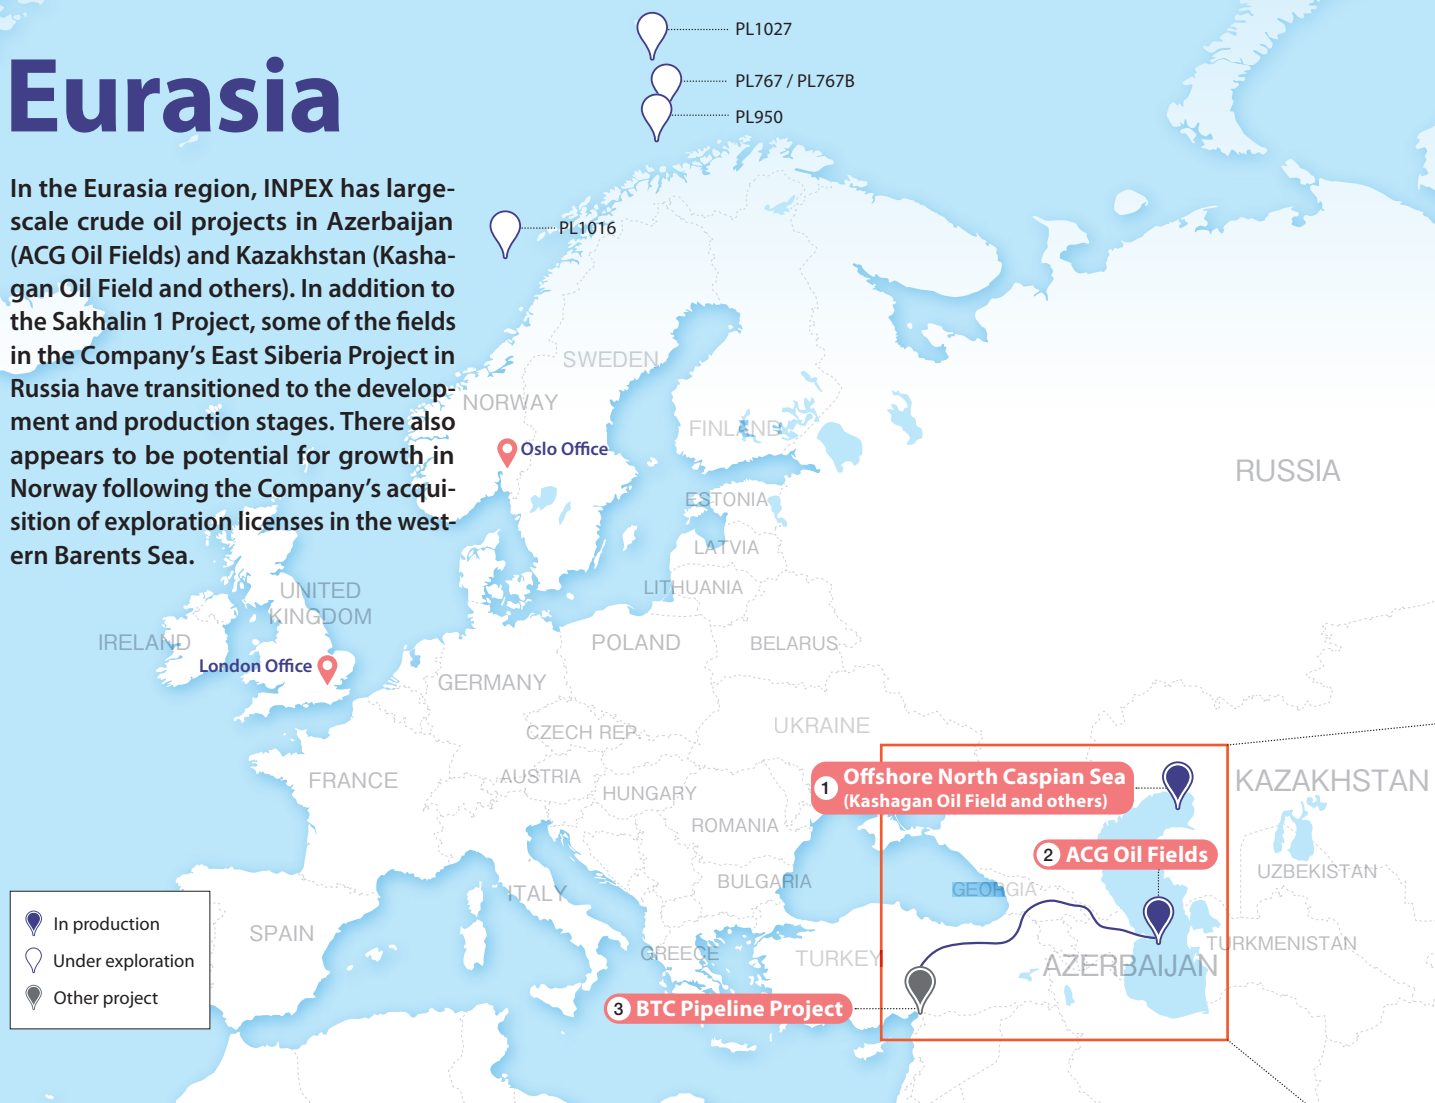 Eurasia
In the Eurasia region, INPEX has large-
scale crude oil projects in Azerbaijan
(ACG Oil Fields) and Kazakhstan (Kasha-
gan Oil Field and others). In addition to
the Sakhalin 1 Project, some of the fields
in the Company’s East Siberia Project in
Russia have transitioned to the develop-
ment and production stages. There also
appears to be potential for growth in
Norway following the Company’s acqui-
sition of exploration licenses in the west-
ern Barents Sea.
PL1027
PL767 / PL767B
PL950
PL1016
SWEDEN
NORWAY
FINLAND
Oslo Office
RUSSIA
ESTONIA
LATVIA
LITHUANIA
UNITED
KINGDOM
IRELAND
POLAND
BELARUS
London Office
GERMANY
UKRAINE
CZECH REP.
FRANCE
AUSTRIA
HUNGARY
1 Offshore North Caspian Sea
(Kashagan Oil Field and others)
KAZAKHSTAN
ROMANIA
2 ACG Oil Fields
UZBEKISTAN
BULGARIA
GEORGIA
ITALY
SPAIN
GREECE
TURKEY
AZERBAIJAN
TURKMENISTAN
3 BTC Pipeline Project
In production
Under exploration
Other project